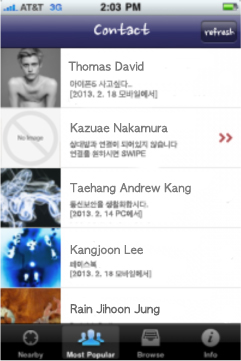 AT&T 3G 2:03 PM
Contact
refresh
Thomas David
아이폰5 사고싶다..
[2013. 2. 18 모바일에서]
No Image
Kazuae Nakamura
상대방과 연결이 되어있지 않습니다
연결을 원하시면 SWIPE
Taehang Andrew Kang
통신보안을 생활화합시다.
[2013. 2. 14 PC에서]
Kangjoon Lee
레이스북
[2013. 2. 16 모바일에서]
Rain Jihoon Jung
Nearby
Most Popular
Browse
Info